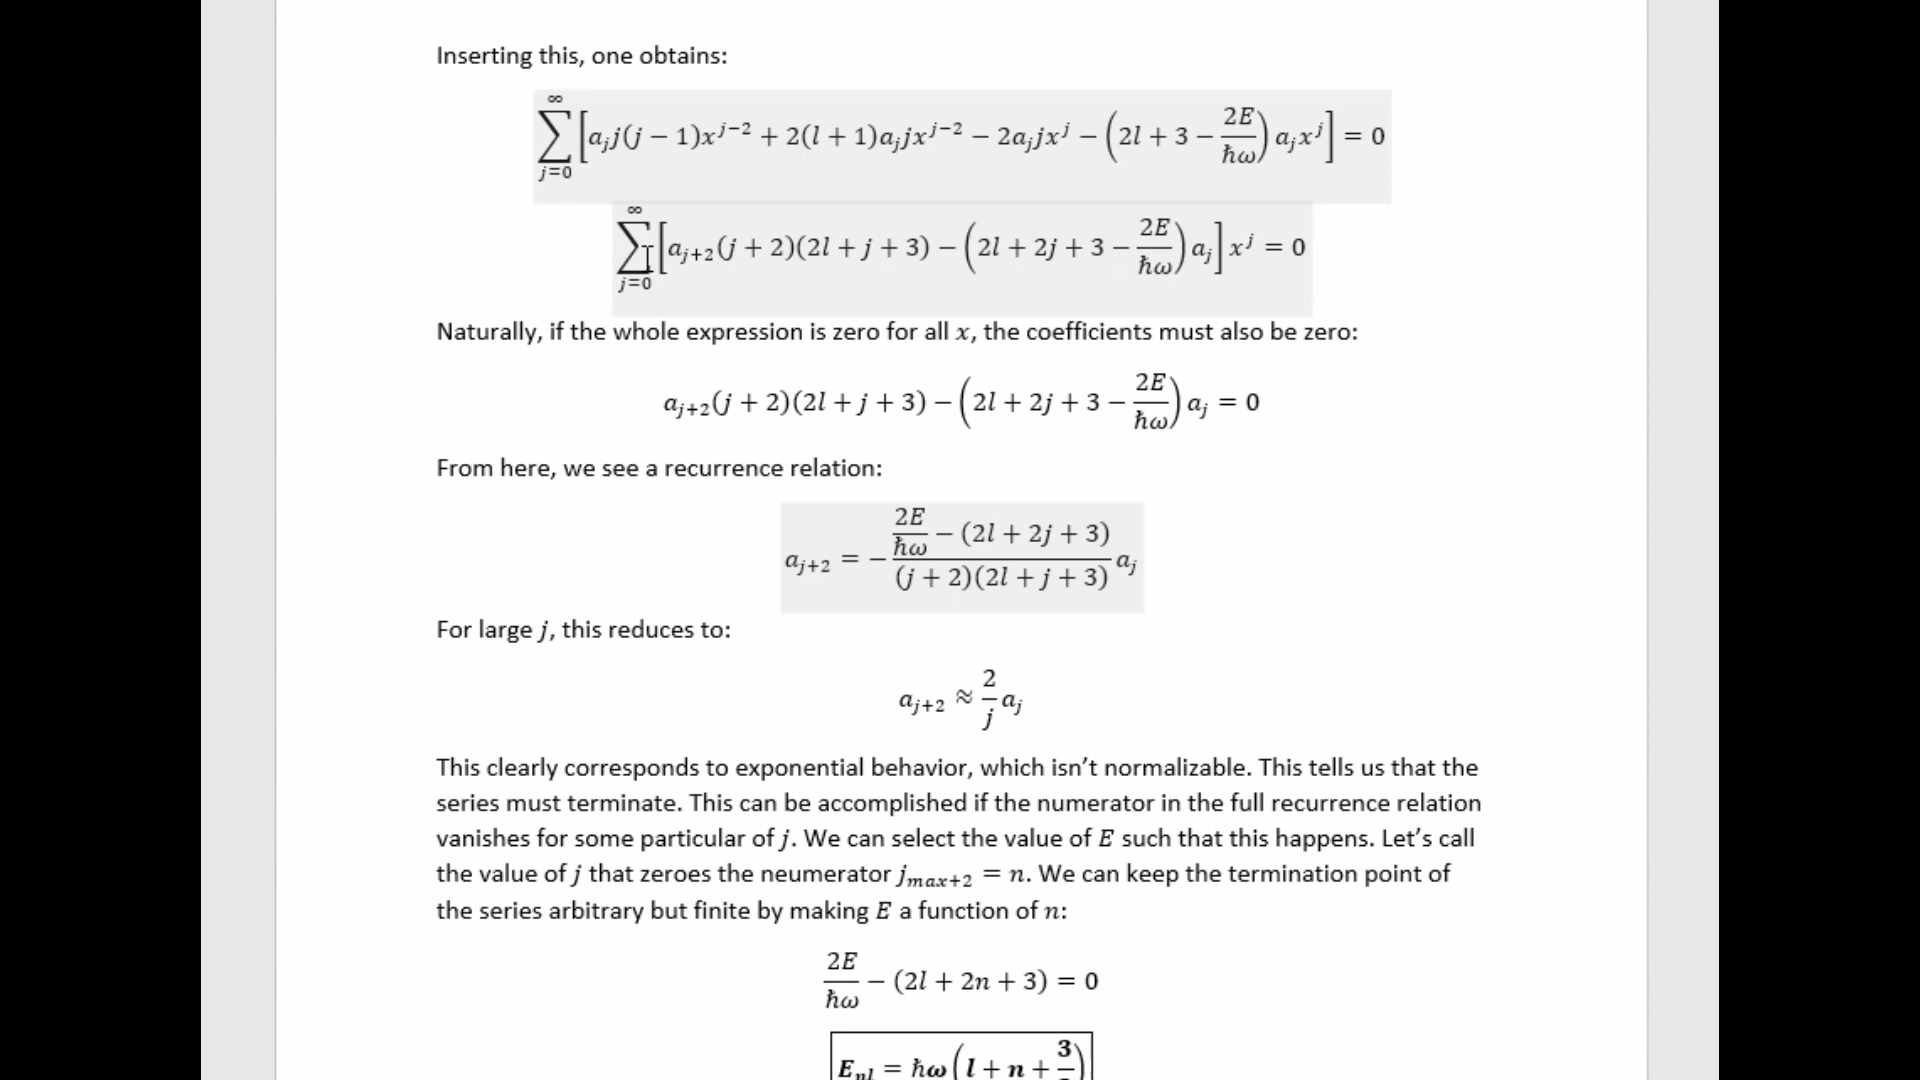 Inserting this, one obtains:
∑_{j=0}^{∞} [a_j j(j − 1)x^{j−2} + 2(l + 1)a_j jx^{j−2} − 2a_j jx^j − (2l + 3 − 2E/ħω) a_j x^j] = 0
∑_{j=0}^{∞} [a_{j+2}(j + 2)(2l + j + 3) − (2l + 2j + 3 − 2E/ħω) a_j] x^j = 0
Naturally, if the whole expression is zero for all x, the coefficients must also be zero:
a_{j+2}(j + 2)(2l + j + 3) − (2l + 2j + 3 − 2E/ħω) a_j = 0
From here, we see a recurrence relation:
a_{j+2} = − (2E/ħω − (2l + 2j + 3))/((j + 2)(2l + j + 3)) a_j
For large j, this reduces to:
a_{j+2} ≈ 2/j a_j
This clearly corresponds to exponential behavior, which isn’t normalizable. This tells us that the
series must terminate. This can be accomplished if the numerator in the full recurrence relation
vanishes for some particular of j. We can select the value of E such that this happens. Let’s call
the value of j that zeroes the neumerator j_{max+2} = n. We can keep the termination point of
the series arbitrary but finite by making E a function of n:
2E/ħω − (2l + 2n + 3) = 0
E_{nl} = ħω(l + n + 3/